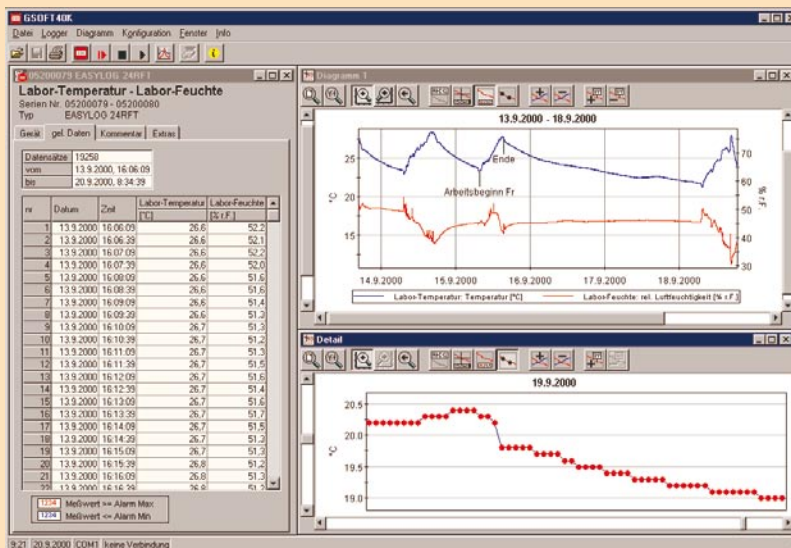 GSOFT40K
Datei Logger Diagramm Konfiguration Fenster Info
05200079 EASYLOG 24RFT
Labor-Temperatur - Labor-Feuchte
Serien Nr. 05200079 - 05200080
Typ EASYLOG 24RFT
Gerät gel. Daten Kommentar Extras
Datensätze 19258
vom 13.9.2000, 16:06:09
bis 20.9.2000, 8:34:39
nr Datum Zeit Labor-Temperatur Labor-Feuchte
[°C] [% r.F.]
1 13.9.2000 16:06:09 26,6 52,2
2 13.9.2000 16:06:39 26,6 52,1
3 13.9.2000 16:07:09 26,6 52,2
4 13.9.2000 16:07:39 26,6 52,0
5 13.9.2000 16:08:09 26,6 51,6
6 13.9.2000 16:08:39 26,6 51,6
7 13.9.2000 16:09:09 26,6 51,4
8 13.9.2000 16:09:39 26,6 51,3
9 13.9.2000 16:10:09 26,7 51,3
10 13.9.2000 16:10:39 26,7 51,2
11 13.9.2000 16:11:09 26,7 51,3
12 13.9.2000 16:11:39 26,7 51,5
13 13.9.2000 16:12:09 26,7 51,6
14 13.9.2000 16:12:39 26,7 51,4
15 13.9.2000 16:13:09 26,7 51,6
16 13.9.2000 16:13:39 26,7 51,7
17 13.9.2000 16:14:09 26,7 51,5
18 13.9.2000 16:14:39 26,7 51,3
19 13.9.2000 16:15:09 26,7 51,3
20 13.9.2000 16:15:39 26,8 51,2
21 13.9.2000 16:16:09 26,8 51,3
22 13.9.2000 16:16:39 26,8 51,2
1234 Meßwert >= Alarm Max
1234 Meßwert <= Alarm Min
Diagramm 1
13.9.2000 - 18.9.2000
25
20
15
°C
70
60
50
40
30
% r.F.
Ende
Arbeitsbeginn Fr
14.9.2000 15.9.2000 16.9.2000 17.9.2000 18.9.2000
Labor-Temperatur: Temperatur [°C] Labor-Feuchte: rel. Luftfeuchtigkeit [% r.F.]
Detail
19.9.2000
20.5
20.0
19.5
19.0
°C
9:21 20.9.2000 COM1 keine Verbindung